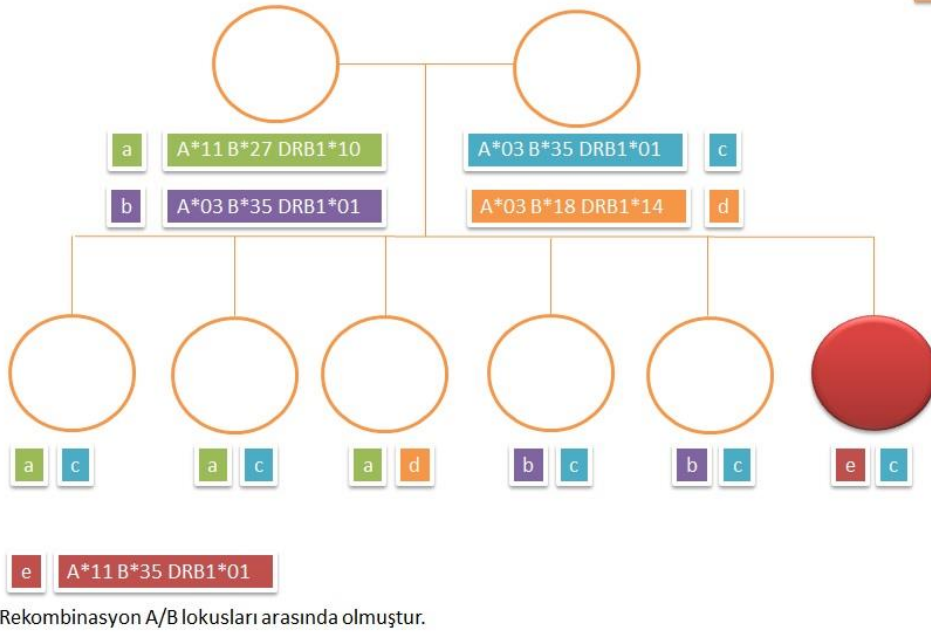 a A*11 B*27 DRB1*10 A*03 B*35 DRB1*01 c
b A*03 B*35 DRB1*01 A*03 B*18 DRB1*14 d
a c a c a d b c b c e c
e A*11 B*35 DRB1*01
Rekombinasyon A/B lokusları arasında olmuştur.